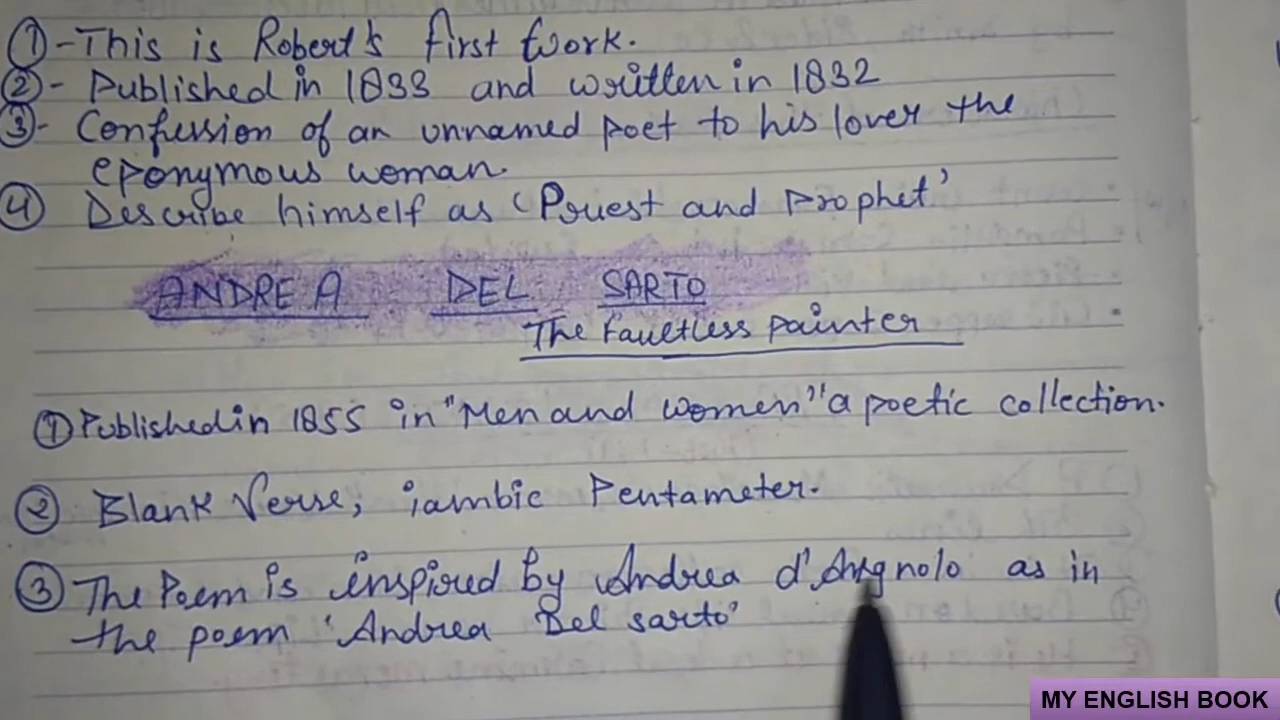 ① - This is Robert's first work.
② - Published in 1833 and written in 1832
③ - Confession of an unnamed poet to his lover the
eponymous woman.
④ Describe himself as 'Priest and prophet'
ANDREA DEL SARTO
The Faultless painter
① Published in 1855 in "Men and women" a poetic collection.
② Blank Verse, iambic Pentameter.
③ The Poem is inspired by Andrea d' Angnolo as in
the poem 'Andrea Del sarto'
MY ENGLISH BOOK